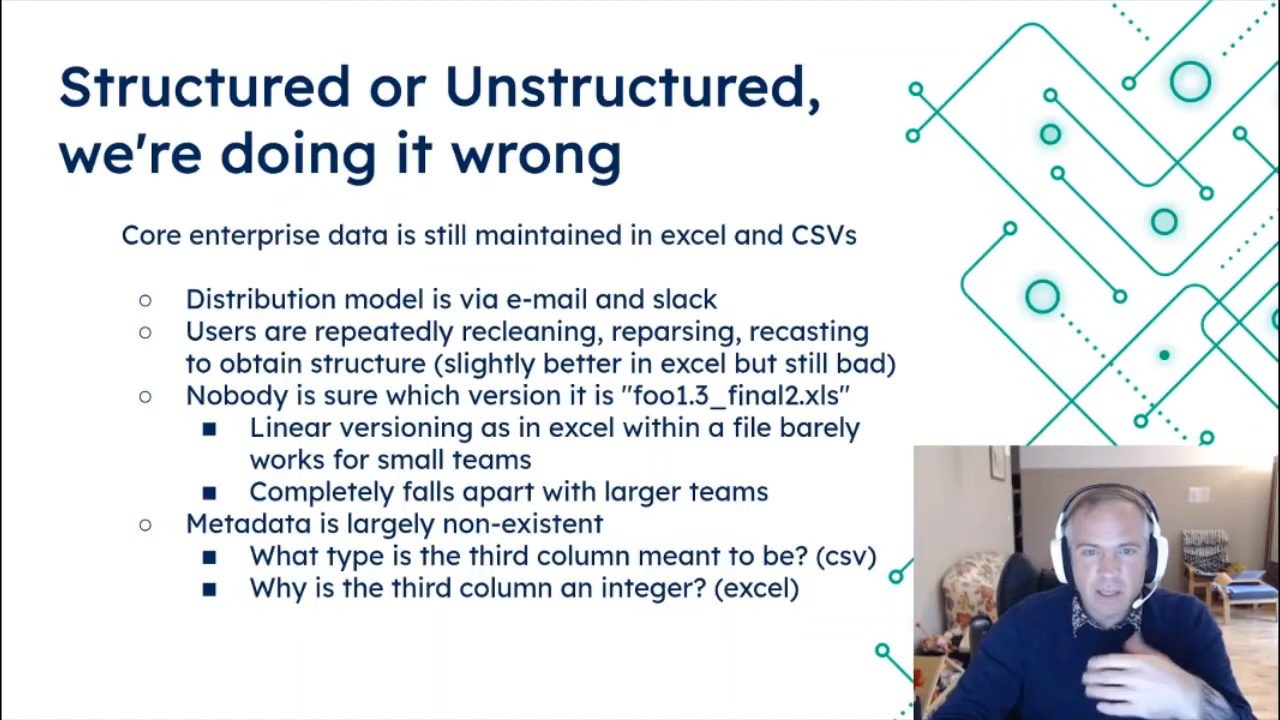 Structured or Unstructured,
we're doing it wrong
Core enterprise data is still maintained in excel and CSVs
Distribution model is via e-mail and slack
Users are repeatedly recleaning, reparsing, recasting
to obtain structure (slightly better in excel but still bad)
Nobody is sure which version it is "foo1.3_final2.xls"
Linear versioning as in excel within a file barely
works for small teams
Completely falls apart with larger teams
Metadata is largely non-existent
What type is the third column meant to be? (csv)
Why is the third column an integer? (excel)